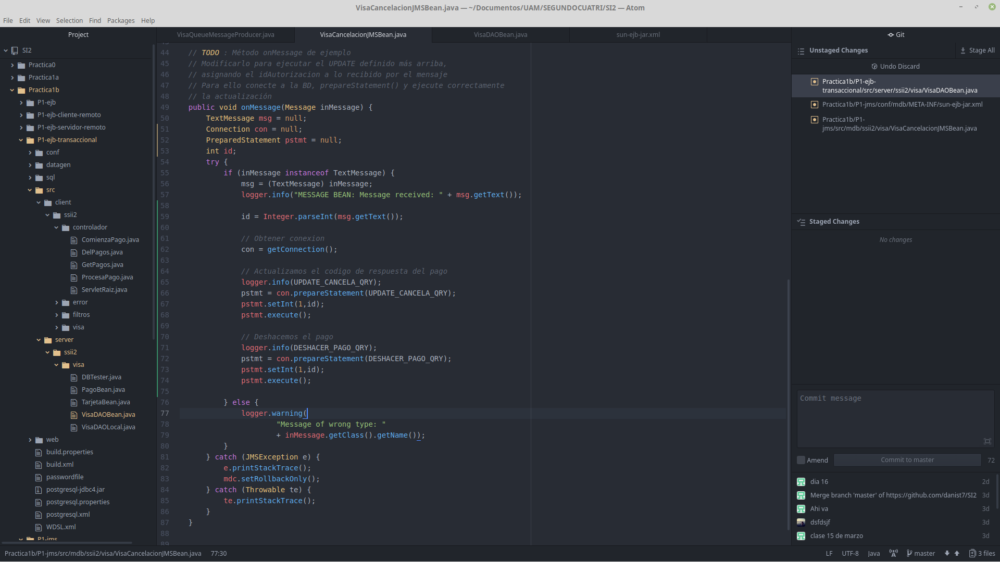 VisaCancelacionJMSBean.java — ~/Documentos/UAM/SEGUNDOCUATRI/SI2 — Atom
File Edit View Selection Find Packages Help
Project
SI2
Practica0
Practica1a
Practica1b
P1-ejb
P1-ejb-cliente-remoto
P1-ejb-servidor-remoto
P1-ejb-transaccional
conf
datagen
sql
src
client
ssii2
controlador
ComienzaPago.java
DelPagos.java
GetPagos.java
ProcesaPago.java
ServletRaiz.java
error
filtros
visa
server
ssii2
visa
DBTester.java
PagoBean.java
TarjetaBean.java
VisaDAOBean.java
VisaDAOLocal.java
web
build.properties
build.xml
passwordfile
postgresql-jdbc4.jar
postgresql.properties
postgresql.xml
WDSL.xml
P1-jms
VisaQueueMessageProducer.java VisaCancelacionJMSBean.java VisaDAOBean.java sun-ejb-jar.xml
44 // TODO : Método onMessage de ejemplo
45 // Modificarlo para ejecutar el UPDATE definido más arriba,
46 // asignando el idAutorizacion a lo recibido por el mensaje
47 // Para ello conecte a la BD, prepareStatement() y ejecute correctamente
48 // la actualización
49 public void onMessage(Message inMessage) {
50 TextMessage msg = null;
51 Connection con = null;
52 PreparedStatement pstmt = null;
53 int id;
54 try {
55 if (inMessage instanceof TextMessage) {
56 msg = (TextMessage) inMessage;
57 logger.info("MESSAGE BEAN: Message received: " + msg.getText());
58
59 id = Integer.parseInt(msg.getText());
60
61 // Obtener conexion
62 con = getConnection();
63
64 // Actualizamos el codigo de respuesta del pago
65 logger.info(UPDATE_CANCELA_QRY);
66 pstmt = con.prepareStatement(UPDATE_CANCELA_QRY);
67 pstmt.setInt(1,id);
68 pstmt.execute();
69
70 // Deshacemos el pago
71 logger.info(DESHACER_PAGO_QRY);
72 pstmt = con.prepareStatement(DESHACER_PAGO_QRY);
73 pstmt.setInt(1,id);
74 pstmt.execute();
75
76 } else {
77 logger.warning(
78 "Message of wrong type: "
79 + inMessage.getClass().getName());
80 }
81 } catch (JMSException e) {
82 e.printStackTrace();
83 mdc.setRollbackOnly();
84 } catch (Throwable te) {
85 te.printStackTrace();
86 }
87 }
88
89
Git
Unstaged Changes Stage All
Undo Discard
Practica1b/P1-ejb-
transaccional/src/server/ssii2/visa/VisaDAOBean.java
Practica1b/P1-jms/conf/mdb/META-INF/sun-ejb-jar.xml
Practica1b/P1-
jms/src/mdb/ssii2/visa/VisaCancelacionJMSBean.java
Staged Changes
No changes
Commit message
Amend Commit to master 72
dia 16 2d
Merge branch 'master' of https://github.com/danist7/SI2 3d
Ahi va 3d
dsfdsjf 3d
clase 15 de marzo 3d
Practica1b/P1-jms/src/mdb/ssii2/visa/VisaCancelacionJMSBean.java 77:30 LF UTF-8 Java master 3 files